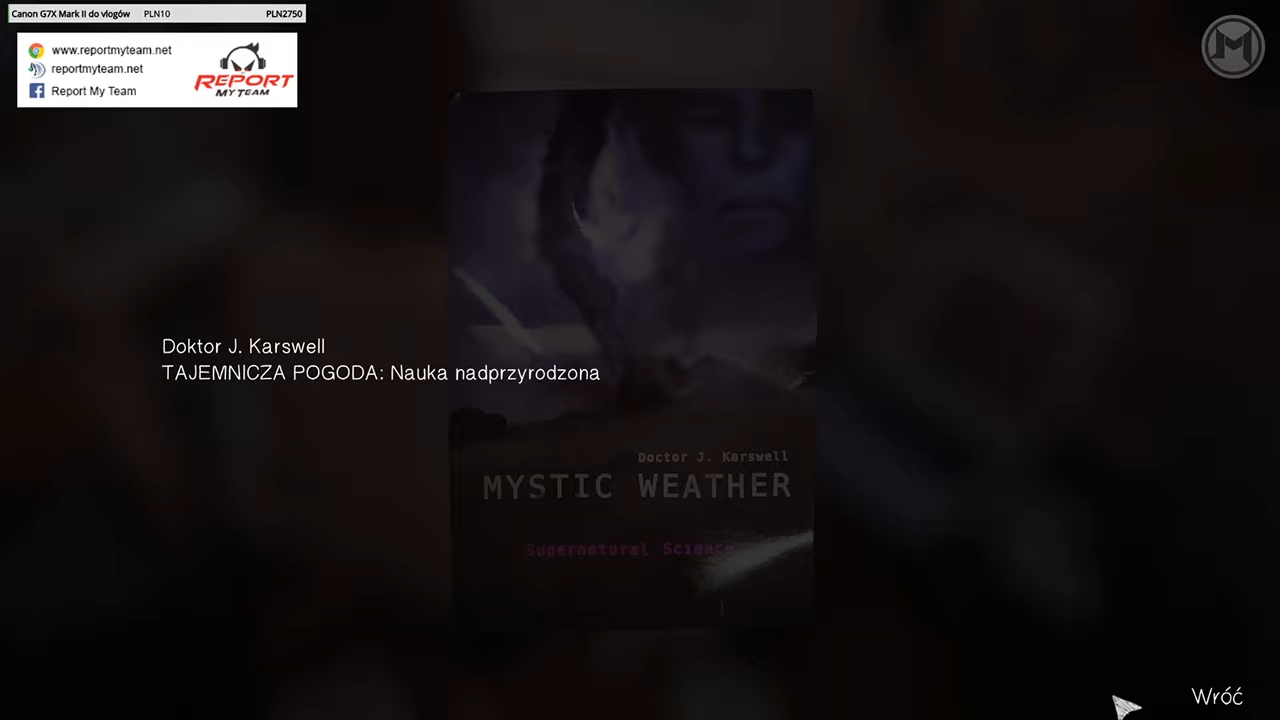 Canon G7X Mark II do vlogów PLN10 PLN2750
www.reportmyteam.net
reportmyteam.net
Report My Team
REPORT
MY TEAM
Doktor J. Karswell
TAJEMNICZA POGODA: Nauka nadprzyrodzona
Doctor J. Karswell
MYSTIC WEATHER
Supernatural Science
Wróć